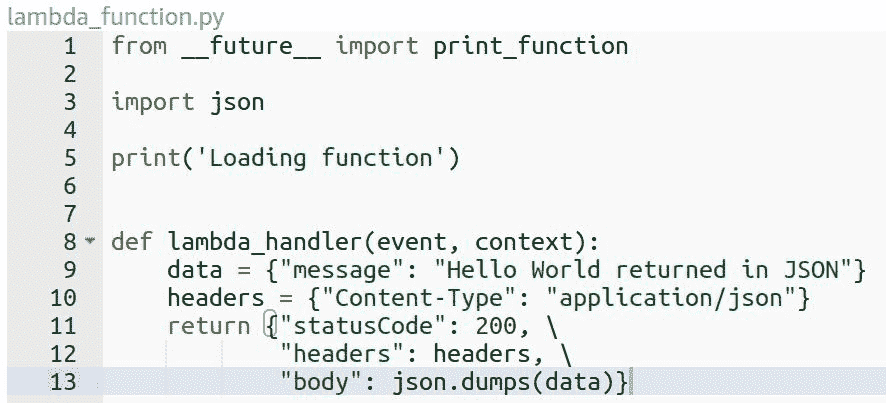 lambda_function.py
1 from __future__ import print_function
2
3 import json
4
5 print('Loading function')
6
7
8 def lambda_handler(event, context):
9     data = {"message": "Hello World returned in JSON"}
10     headers = {"Content-Type": "application/json"}
11     return {"statusCode": 200, \
12             "headers": headers, \
13             "body": json.dumps(data)}